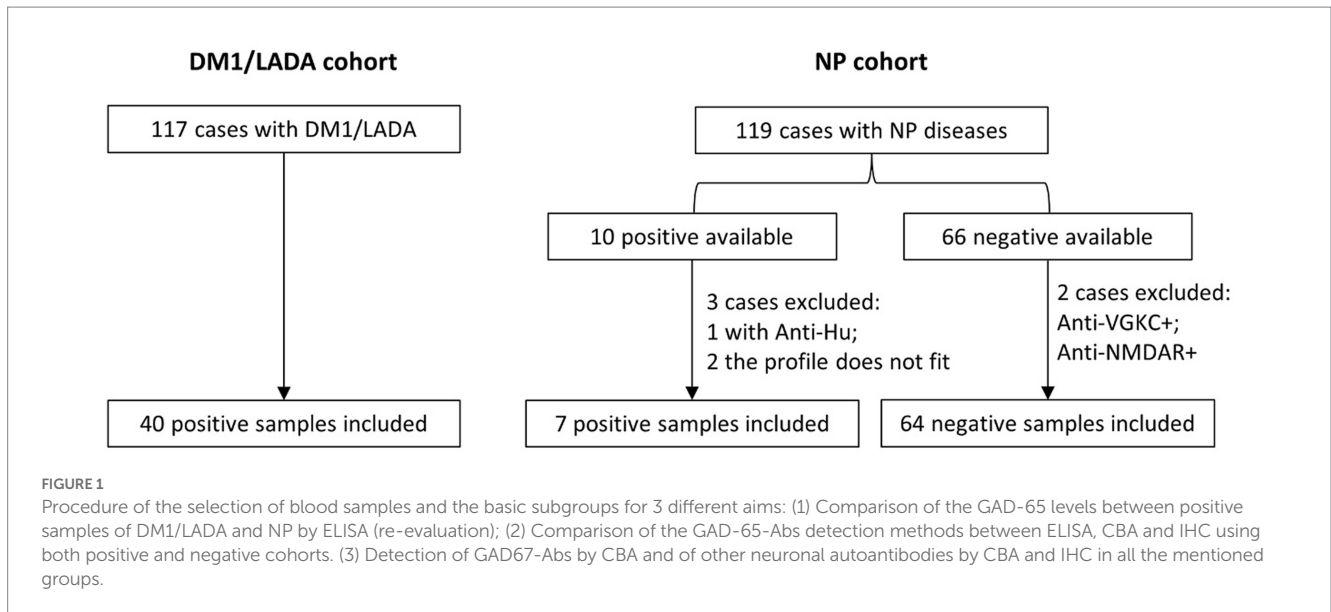 DM1/LADA cohort
NP cohort
117 cases with DM1/LADA
119 cases with NP diseases
10 positive available
66 negative available
3 cases excluded:
1 with Anti-Hu;
2 the profile does not fit
2 cases excluded:
Anti-VGKC+;
Anti-NMDAR+
40 positive samples included
7 positive samples included
64 negative samples included
FIGURE 1
Procedure of the selection of blood samples and the basic subgroups for 3 different aims: (1) Comparison of the GAD-65 levels between positive
samples of DM1/LADA and NP by ELISA (re-evaluation); (2) Comparison of the GAD-65-Abs detection methods between ELISA, CBA and IHC using
both positive and negative cohorts. (3) Detection of GAD67-Abs by CBA and of other neuronal autoantibodies by CBA and IHC in all the mentioned
groups.